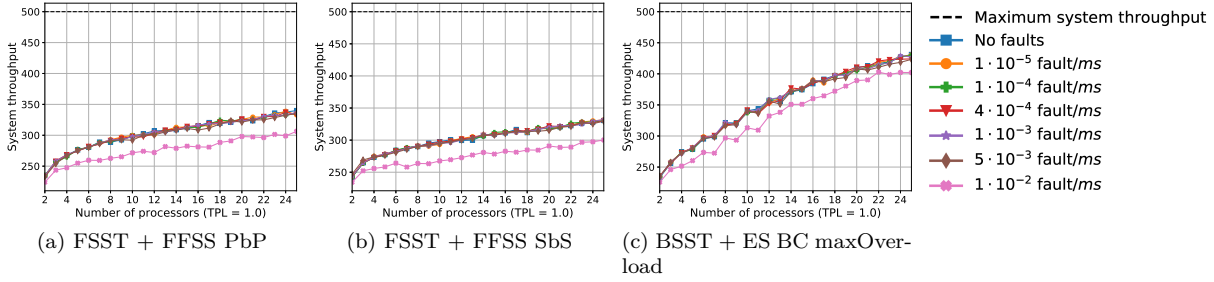 System throughput
500
450
400
350
300
250
2 4 6 8 10 12 14 16 18 20 22 24
Number of processors (TPL = 1.0)
(a) FSST + FFSS PbP
System throughput
500
450
400
350
300
250
2 4 6 8 10 12 14 16 18 20 22 24
Number of processors (TPL = 1.0)
(b) FSST + FFSS SbS
System throughput
500
450
400
350
300
250
2 4 6 8 10 12 14 16 18 20 22 24
Number of processors (TPL = 1.0)
(c) BSST + ES BC maxOver-
load
Maximum system throughput
No faults
1 · 10⁻⁵ fault/ms
1 · 10⁻⁴ fault/ms
4 · 10⁻⁴ fault/ms
1 · 10⁻³ fault/ms
5 · 10⁻³ fault/ms
1 · 10⁻² fault/ms